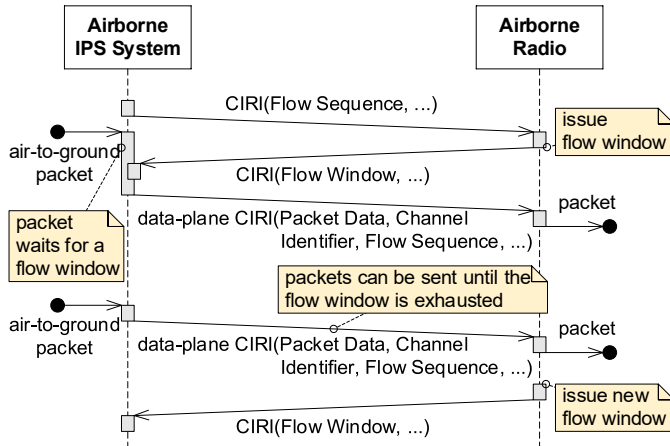 Airborne
IPS System
Airborne
Radio
CIRI(Flow Sequence, ...)
issue
flow window
air-to-ground
packet
CIRI(Flow Window, ...)
packet
waits for a
flow window
data-plane CIRI(Packet Data, Channel
Identifier, Flow Sequence, ...)
packet
packets can be sent until the
flow window is exhausted
air-to-ground
packet
data-plane CIRI(Packet Data, Channel
Identifier, Flow Sequence, ...)
packet
issue new
flow window
CIRI(Flow Window, ...)